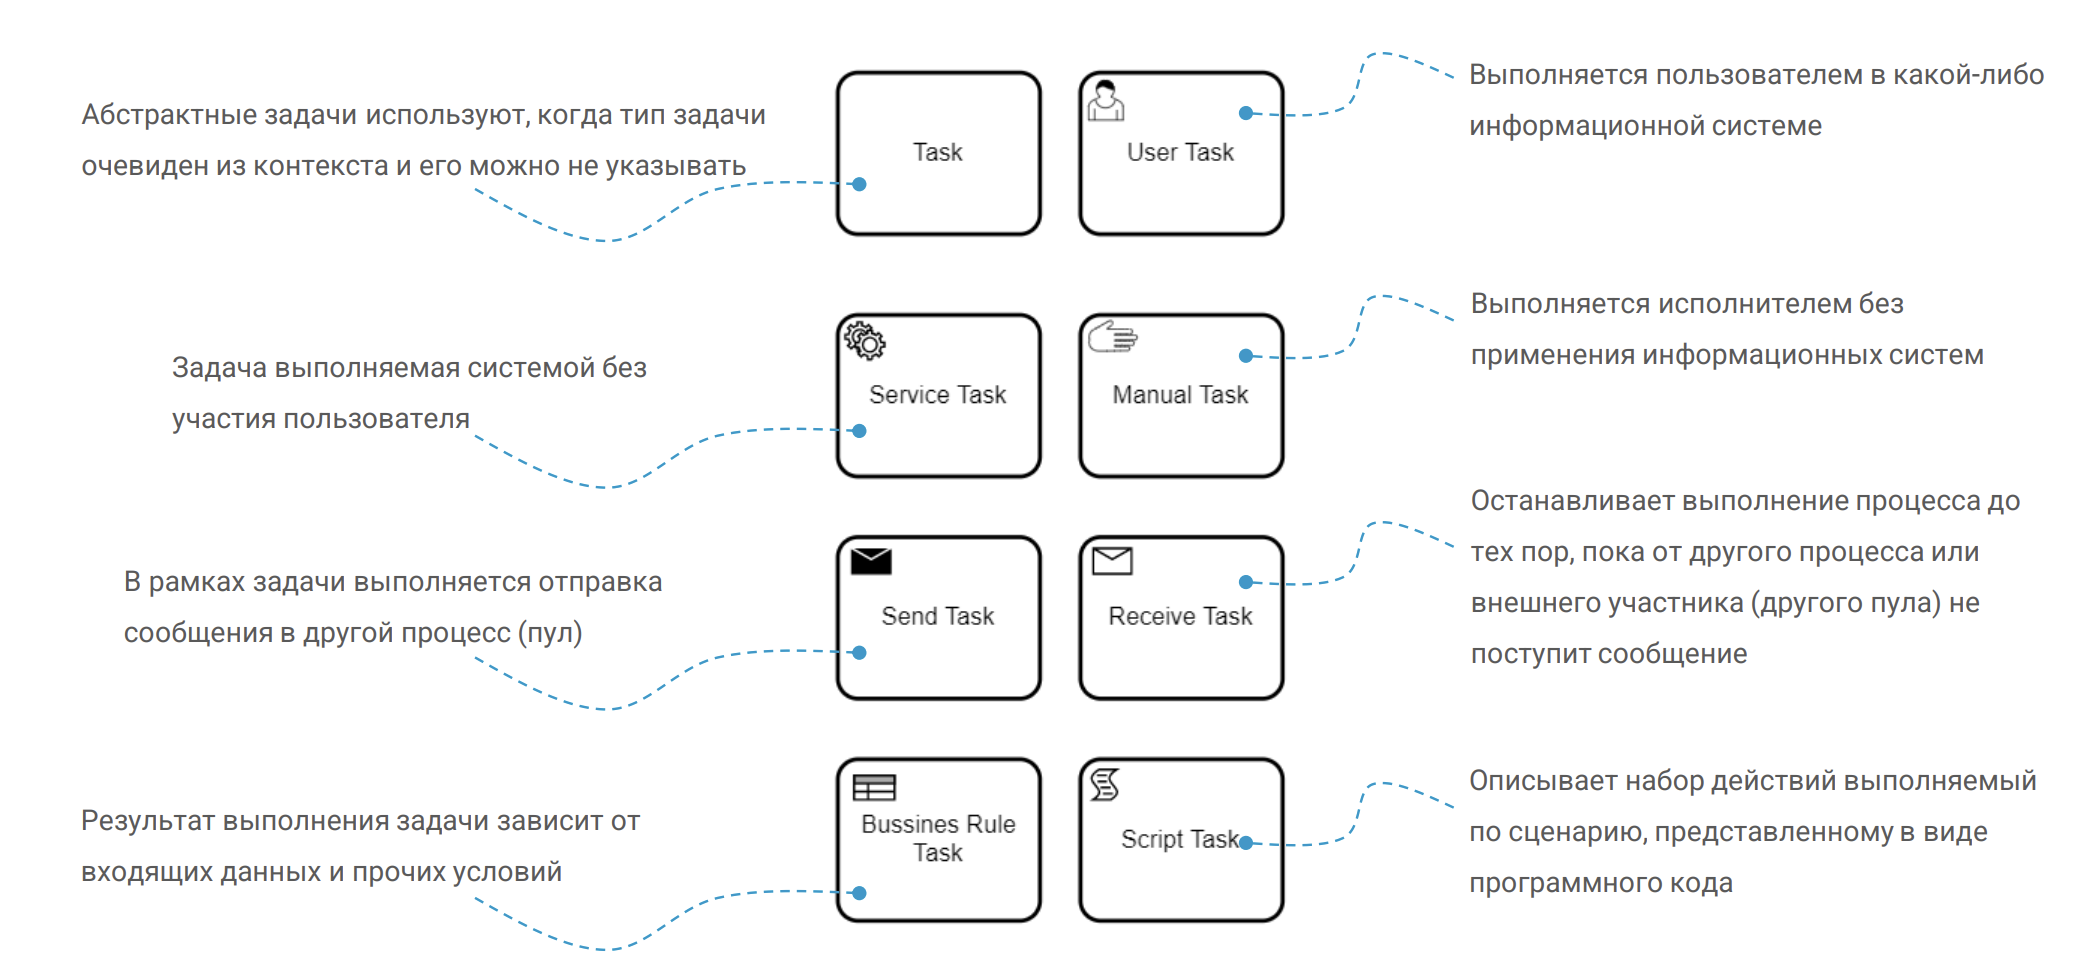 Абстрактные задачи используют, когда тип задачи
очевиден из контекста и его можно не указывать
Task
User Task
Выполняется пользователем в какой-либо
информационной системе
Задача выполняемая системой без
участия пользователя
Service Task
Manual Task
Выполняется исполнителем без
применения информационных систем
В рамках задачи выполняется отправка
сообщения в другой процесс (пул)
Send Task
Receive Task
Останавливает выполнение процесса до
тех пор, пока от другого процесса или
внешнего участника (другого пула) не
поступит сообщение
Результат выполнения задачи зависит от
входящих данных и прочих условий
Bussines Rule
Task
Script Task
Описывает набор действий выполняемый
по сценарию, представленному в виде
программного кода